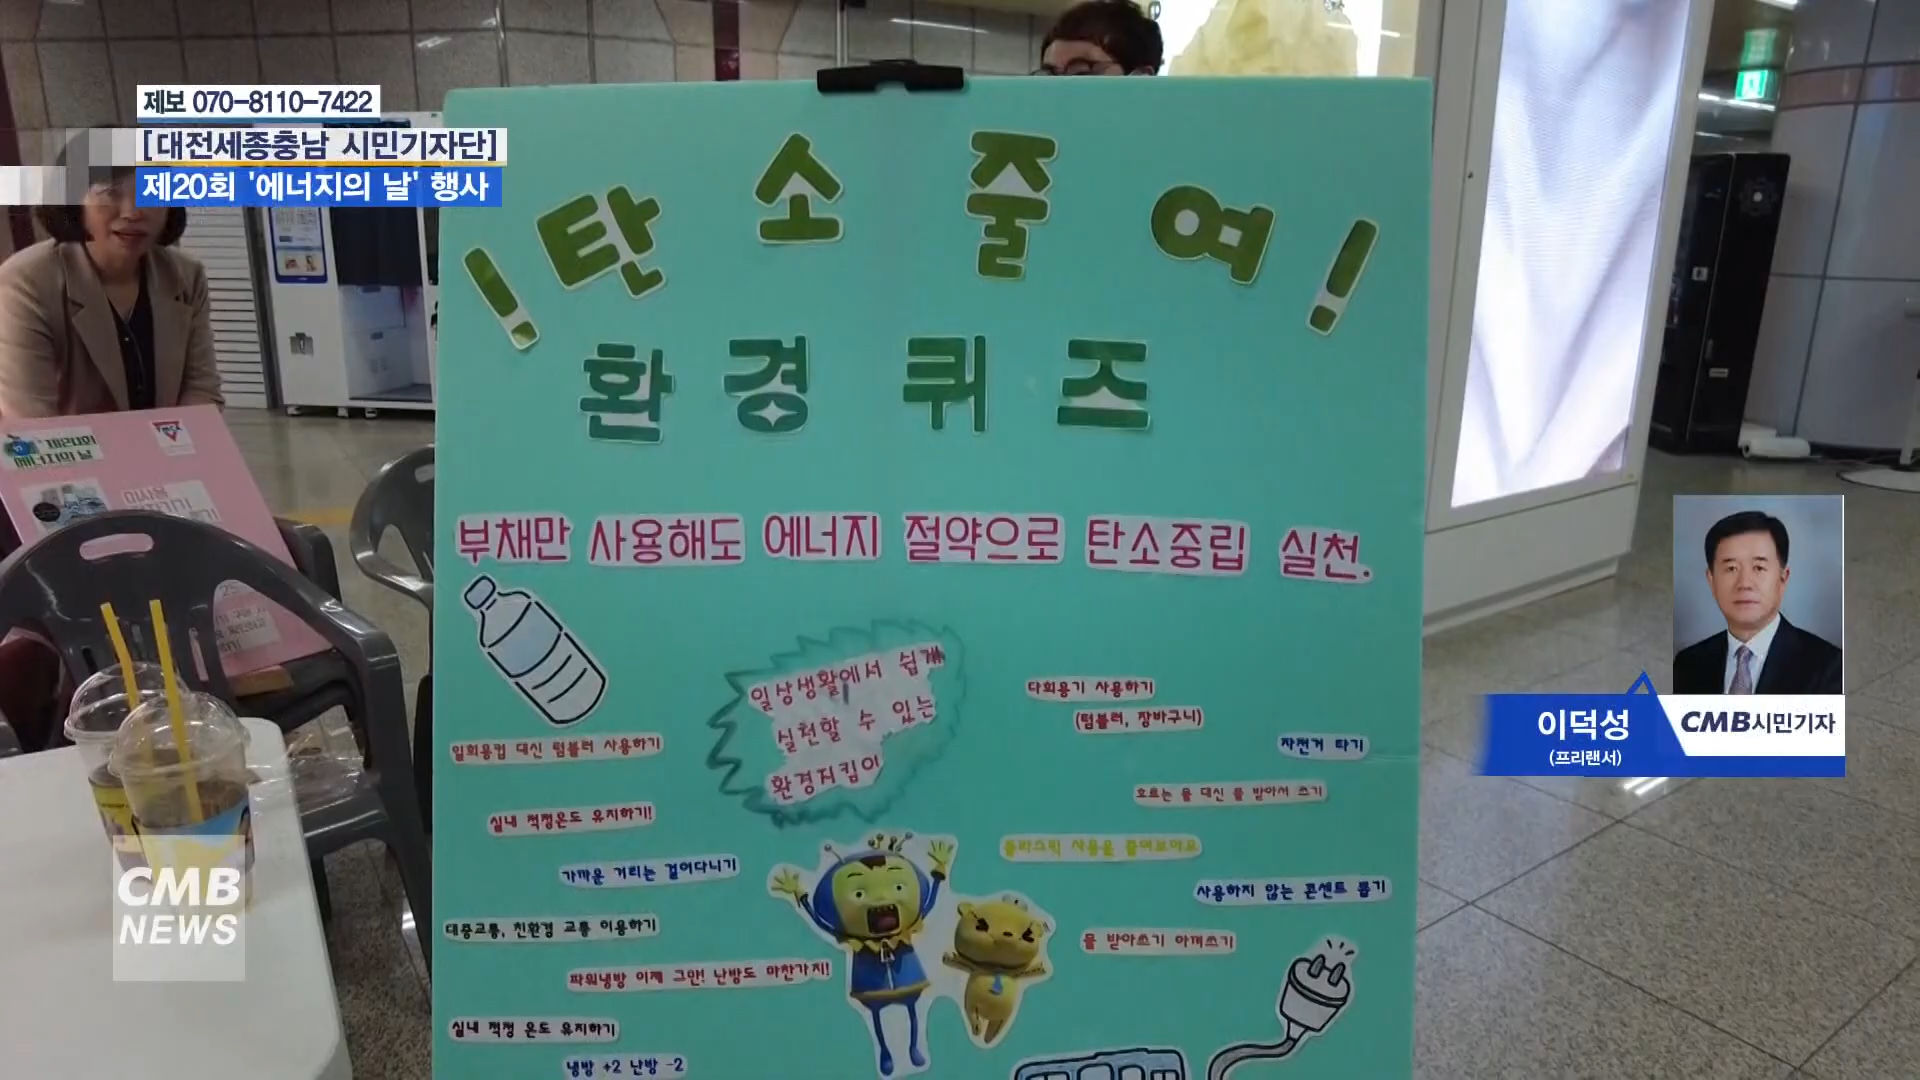 제보 070-8110-7422
[대전세종충남 시민기자단]
제20회 '에너지의 날' 행사
! 탄 소 줄 여 !
환 경 퀴 즈
부채만 사용해도 에너지 절약으로 탄소중립 실천.
일상생활에서 쉽게
실천할 수 있는
환경지킴이
일회용컵 대신 텀블러 사용하기
실내 적정온도 유지하기!
가까운 거리는 걸어다니기
대중교통, 친환경 교통 이용하기
파워냉방 이제 그만! 난방도 마찬가지!
실내 적정 온도 유지하기
냉방 +2 난방 -2
다회용기 사용하기
(텀블러, 장바구니)
자전거 타기
흐르는 물 대신 물 받아서 쓰기
플라스틱 사용을 줄여보아요
사용하지 않는 콘센트 뽑기
물 받아쓰기 아껴쓰기
제20회
에너지의 날
이덕성
(프리랜서)
CMB시민기자
CMB
NEWS